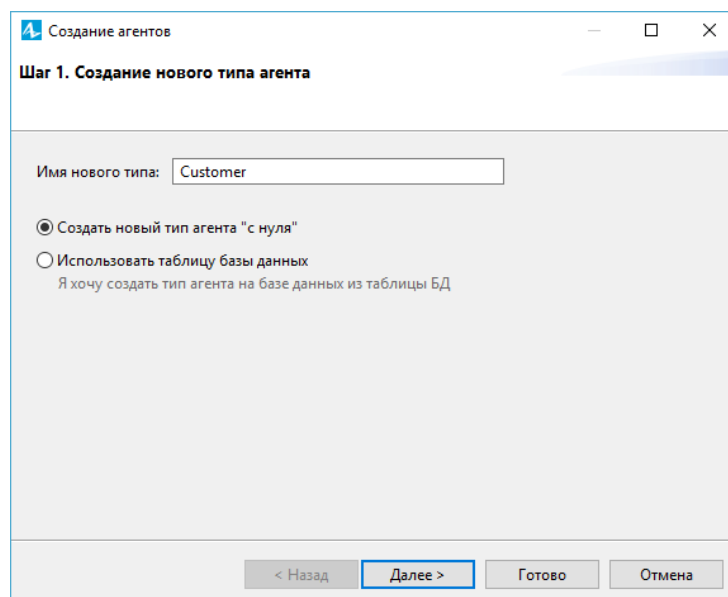 Создание агентов
Шаг 1. Создание нового типа агента
Имя нового типа: Customer
Создать новый тип агента "с нуля"
Использовать таблицу базы данных
Я хочу создать тип агента на базе данных из таблицы БД
< Назад Далее > Готово Отмена